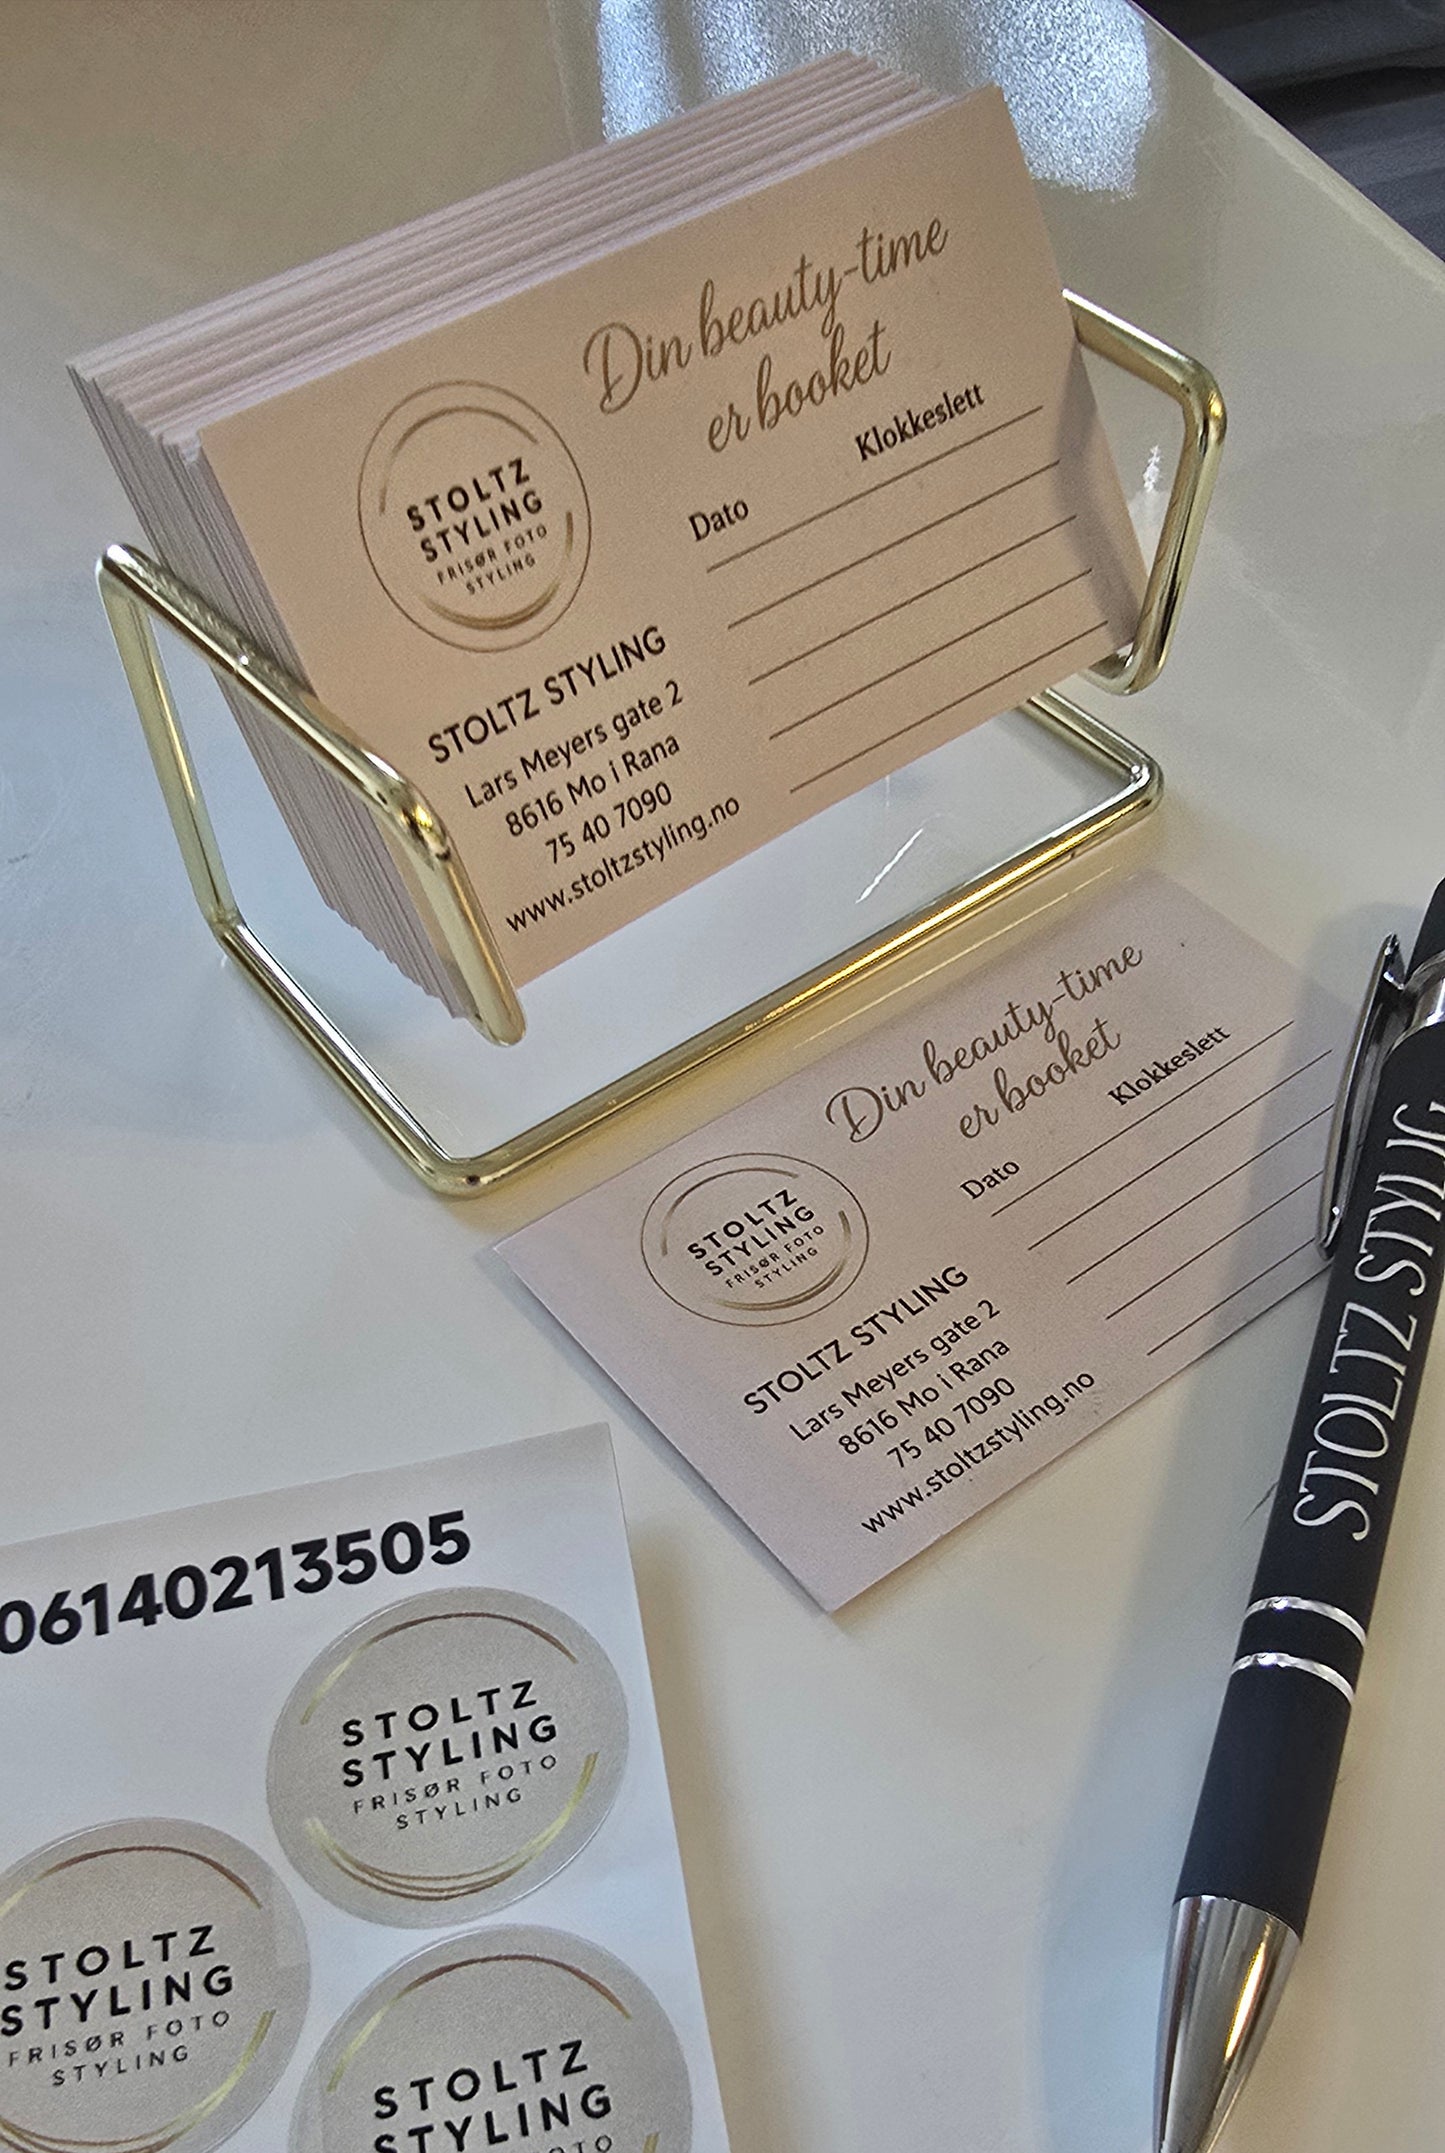 Din beauty-time
er booket
Klokkeslett
Dato
STOLTZ
STYLING
FRISØR FOTO
STYLING
STOLTZ STYLING
Lars Meyers gate 2
8616 Mo i Rana
75 40 7090
www.stoltzstyling.no
Din beauty-time
er booket
Klokkeslett
Dato
STOLTZ
STYLING
FRISØR FOTO
STYLING
STOLTZ STYLING
Lars Meyers gate 2
8616 Mo i Rana
75 40 7090
www.stoltzstyling.no
STOLTZ STYLIG
06140213505
STOLTZ
STYLING
FRISØR FOTO
STYLING
STOLTZ
STYLING
FRISØR FOTO
STYLING
STOLTZ
STYLING